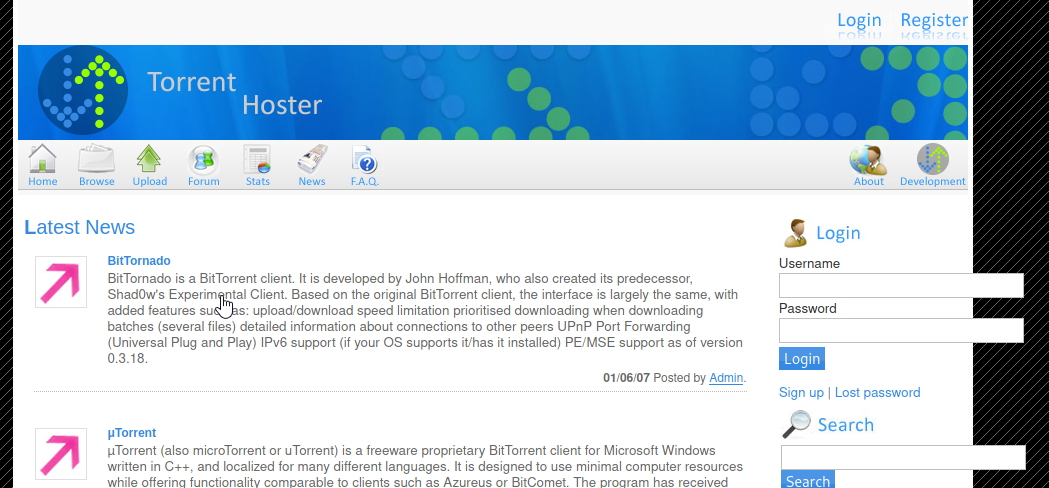 Login Register
Torrent
Hoster
Home Browse Upload Forum Stats News F.A.Q. About Development
Latest News
BitTornado
BitTornado is a BitTorrent client. It is developed by John Hoffman, who also created its predecessor,
Shad0w's Experimental Client. Based on the original BitTorrent client, the interface is largely the same, with
added features such as: upload/download speed limitation prioritised downloading when downloading
batches (several files) detailed information about connections to other peers UPnP Port Forwarding
(Universal Plug and Play) IPv6 support (if your OS supports it/has it installed) PE/MSE support as of version
0.3.18.
01/06/07 Posted by Admin.
µTorrent
µTorrent (also microTorrent or uTorrent) is a freeware proprietary BitTorrent client for Microsoft Windows
written in C++, and localized for many different languages. It is designed to use minimal computer resources
while offering functionality comparable to clients such as Azureus or BitComet. The program has received
Login
Username
Password
Login
Sign up | Lost password
Search
Search